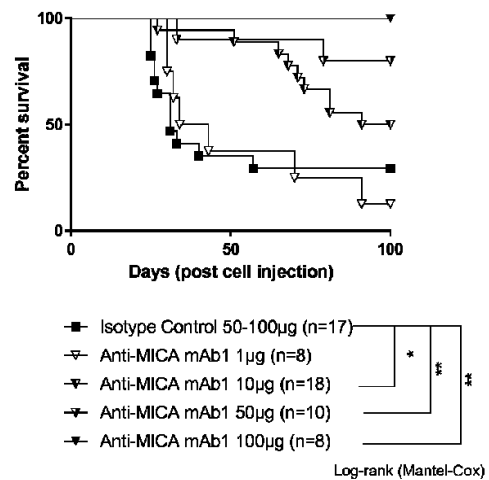 100
50
0
Percent survival
0 50 100
Days (post cell injection)
Isotype Control 50-100µg (n=17)
Anti-MICA mAb1 1µg (n=8)
Anti-MICA mAb1 10µg (n=18)
Anti-MICA mAb1 50µg (n=10)
Anti-MICA mAb1 100µg (n=8)
*
**
**
Log-rank (Mantel-Cox)